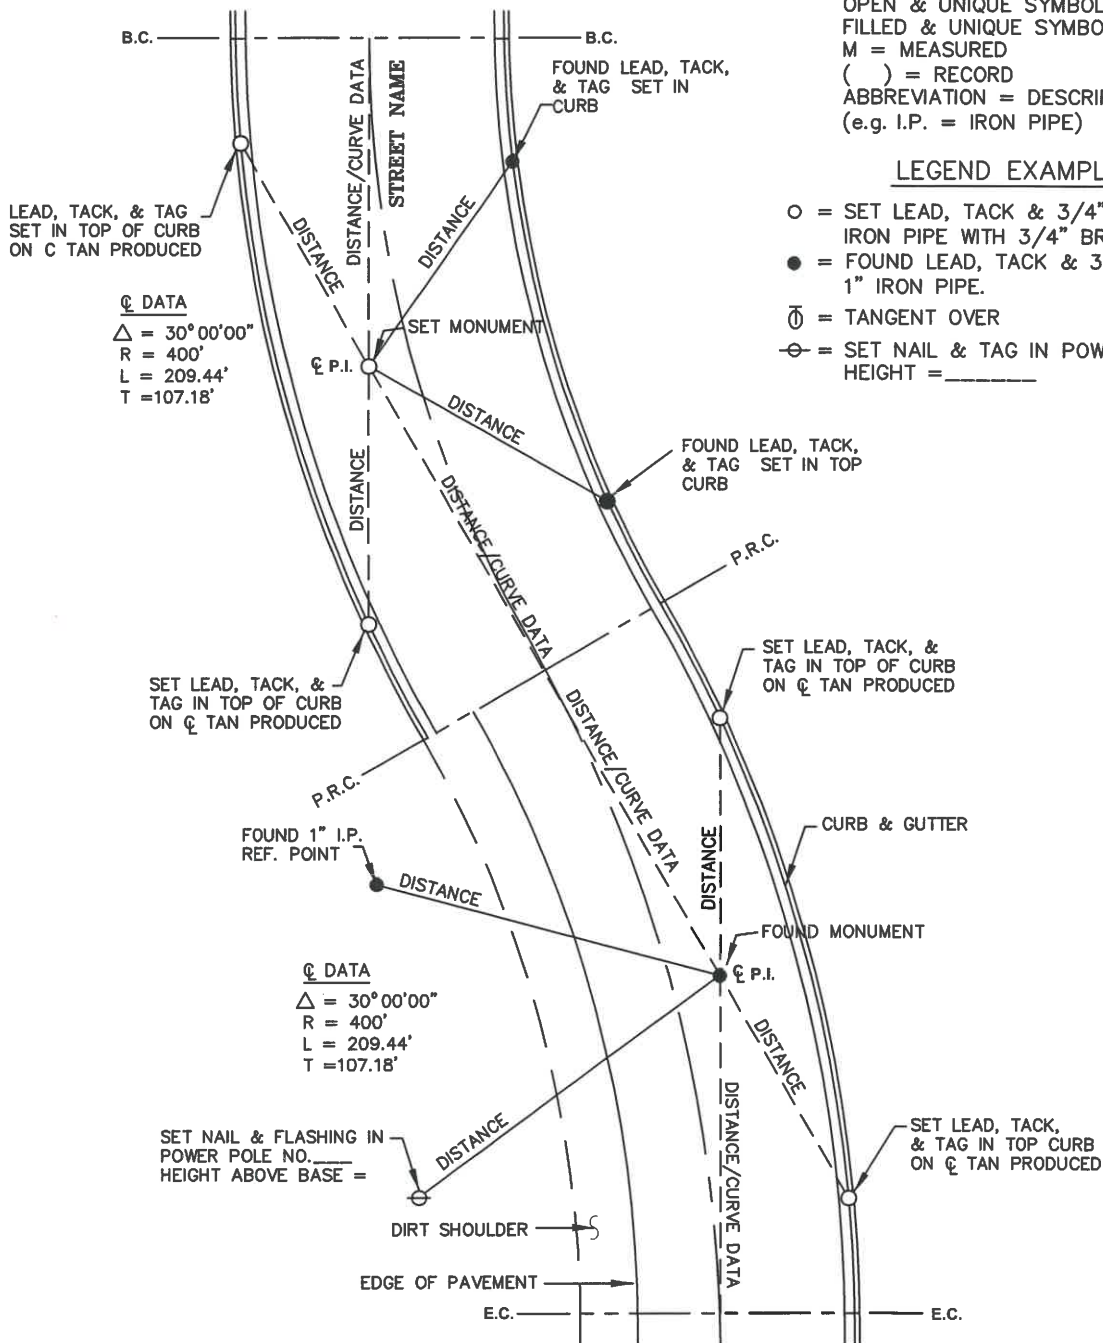 OPEN & UNIQUE SYMBOL
FILLED & UNIQUE SYMBO
M = MEASURED
( ) = RECORD
ABBREVIATION = DESCRI
(e.g. I.P. = IRON PIPE)
LEGEND EXAMPL
O = SET LEAD, TACK & 3/4"
IRON PIPE WITH 3/4" BR
● = FOUND LEAD, TACK & 3
1" IRON PIPE.
= TANGENT OVER
= SET NAIL & TAG IN POW
HEIGHT =______
B.C.
B.C.
FOUND LEAD, TACK,
& TAG SET IN
CURB
DISTANCE/CURVE DATA
STREET NAME
LEAD, TACK, & TAG
SET IN TOP OF CURB
ON C TAN PRODUCED
DISTANCE
DISTANCE
℄ DATA
Δ = 30°00'00"
R = 400'
L = 209.44'
T =107.18'
SET MONUMENT
℄ P.I.
DISTANCE
DISTANCE
FOUND LEAD, TACK,
& TAG SET IN TOP
CURB
DISTANCE/CURVE DATA
P.R.C.
SET LEAD, TACK, &
TAG IN TOP OF CURB
ON ℄ TAN PRODUCED
SET LEAD, TACK, &
TAG IN TOP OF CURB
ON ℄ TAN PRODUCED
DISTANCE/CURVE DATA
P.R.C.
CURB & GUTTER
FOUND 1" I.P.
REF. POINT
DISTANCE
DISTANCE
FOUND MONUMENT
℄ P.I.
℄ DATA
Δ = 30°00'00"
R = 400'
L = 209.44'
T =107.18'
DISTANCE
SET NAIL & FLASHING IN
POWER POLE NO.____
HEIGHT ABOVE BASE =
DISTANCE
DISTANCE/CURVE DATA
SET LEAD, TACK,
& TAG IN TOP CURB
ON ℄ TAN PRODUCED
DIRT SHOULDER
EDGE OF PAVEMENT
E.C.
E.C.